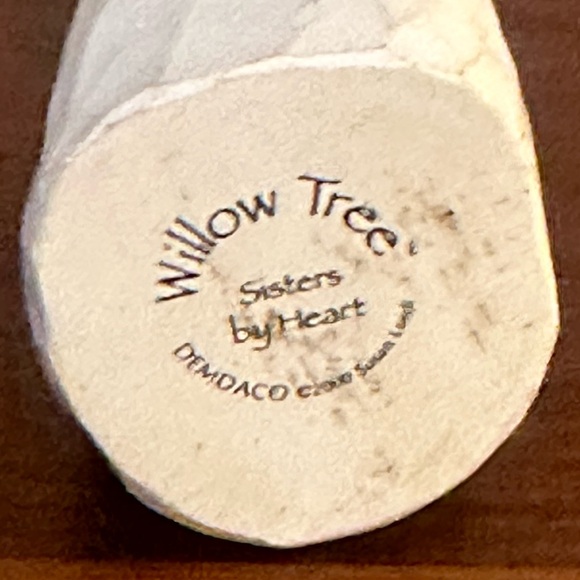 Willow Tree
Sisters
by Heart
DEMDACO ©2000 Susan Lordi